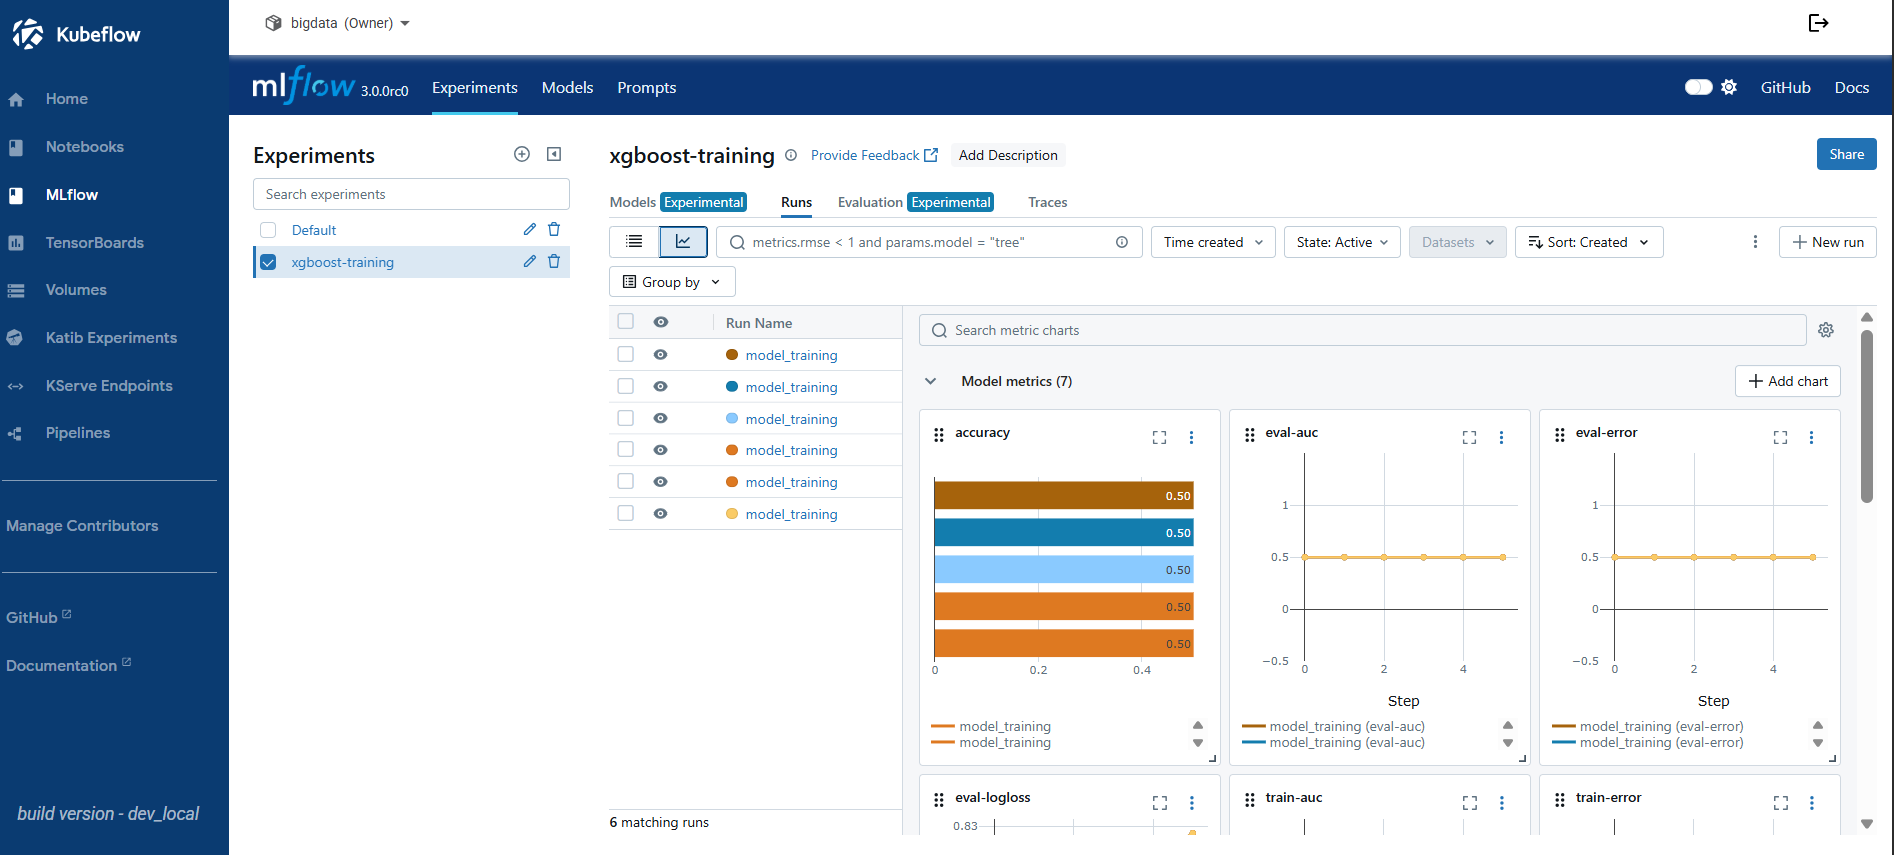 Kubeflow
Home
Notebooks
MLflow
TensorBoards
Volumes
Katib Experiments
KServe Endpoints
Pipelines
Manage Contributors
GitHub
Documentation
build version - dev_local
bigdata (Owner)
mlflow 3.0.0rc0
Experiments
Models
Prompts
GitHub
Docs
Experiments
Search experiments
Default
xgboost-training
xgboost-training
Provide Feedback
Add Description
Share
Models Experimental
Runs
Evaluation Experimental
Traces
metrics.rmse < 1 and params.model = "tree"
Time created
State: Active
Datasets
Sort: Created
New run
Group by
Run Name
model_training
model_training
model_training
model_training
model_training
model_training
6 matching runs
Search metric charts
Model metrics (7)
Add chart
accuracy
0.50
0.50
0.50
0.50
0.50
0 0.2 0.4
model_training
model_training
eval-auc
1
0.5
0
−0.5
0 2 4
Step
model_training (eval-auc)
model_training (eval-auc)
eval-error
1
0.5
0
−0.5
0 2 4
Step
model_training (eval-error)
model_training (eval-error)
eval-logloss
0.83
train-auc
train-error